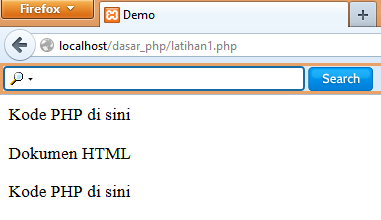 Firefox
Demo
localhost/dasar_php/latihan1.php
Search
Kode PHP di sini
Dokumen HTML
Kode PHP di sini